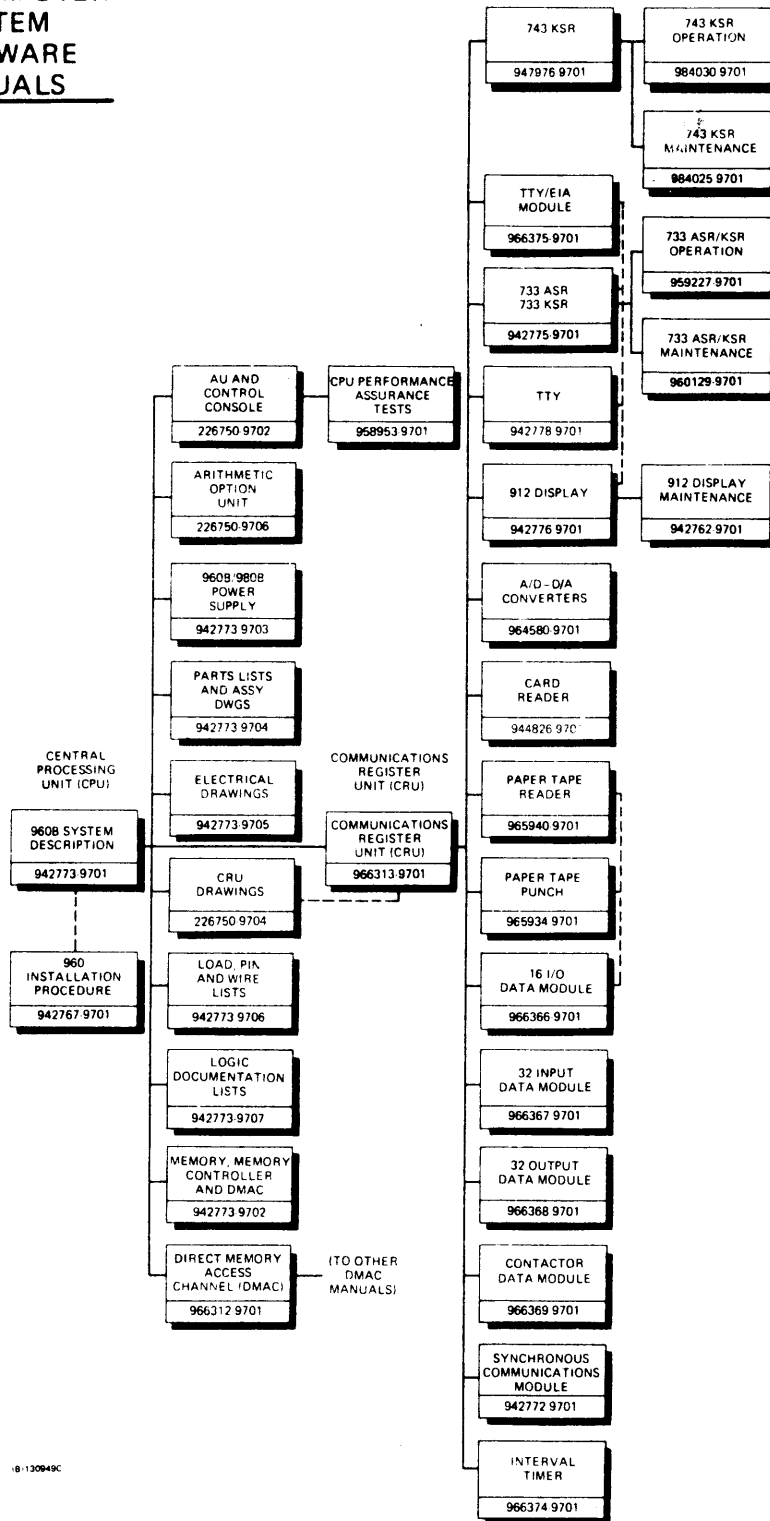 TEM
WARE
UALS
743 KSR
947976 9701
743 KSR
OPERATION
984030 9701
743 KSR
MAINTENANCE
984025 9701
TTY/EIA
MODULE
966375-9701
733 ASR/KSR
OPERATION
959227-9701
733 ASR
733 KSR
942775-9701
733 ASR/KSR
MAINTENANCE
960129-9701
AU AND
CONTROL
CONSOLE
226750-9702
CPU PERFORMANCE
ASSURANCE
TESTS
958953-9701
TTY
942778-9701
ARITHMETIC
OPTION
UNIT
226750-9706
912 DISPLAY
942776 9701
912 DISPLAY
MAINTENANCE
942762-9701
960B/980B
POWER
SUPPLY
942773-9703
A/D-D/A
CONVERTERS
964580-9701
PARTS LISTS
AND ASSY
DWGS
942773-9704
CARD
READER
944826-970
CENTRAL
PROCESSING
UNIT (CPU)
960B SYSTEM
DESCRIPTION
942773-9701
ELECTRICAL
DRAWINGS
942773-9705
COMMUNICATIONS
REGISTER
UNIT (CRU)
COMMUNICATIONS
REGISTER
UNIT (CRU)
966313-9701
PAPER TAPE
READER
965940-9701
CRU
DRAWINGS
226750-9704
PAPER TAPE
PUNCH
965934 9701
960
INSTALLATION
PROCEDURE
942767-9701
LOAD, PIN
AND WIRE
LISTS
942773 9706
16 I/O
DATA MODULE
966366 9701
LOGIC
DOCUMENTATION
LISTS
942773-9707
32 INPUT
DATA MODULE
966367 9701
MEMORY, MEMORY
CONTROLLER
AND DMAC
942773-9702
32 OUTPUT
DATA MODULE
966368 9701
DIRECT MEMORY
ACCESS
CHANNEL (DMAC)
966312 9701
(TO OTHER
DMAC
MANUALS)
CONTACTOR
DATA MODULE
966369 9701
SYNCHRONOUS
COMMUNICATIONS
MODULE
942772 9701
INTERVAL
TIMER
966374 9701
(B)130949C